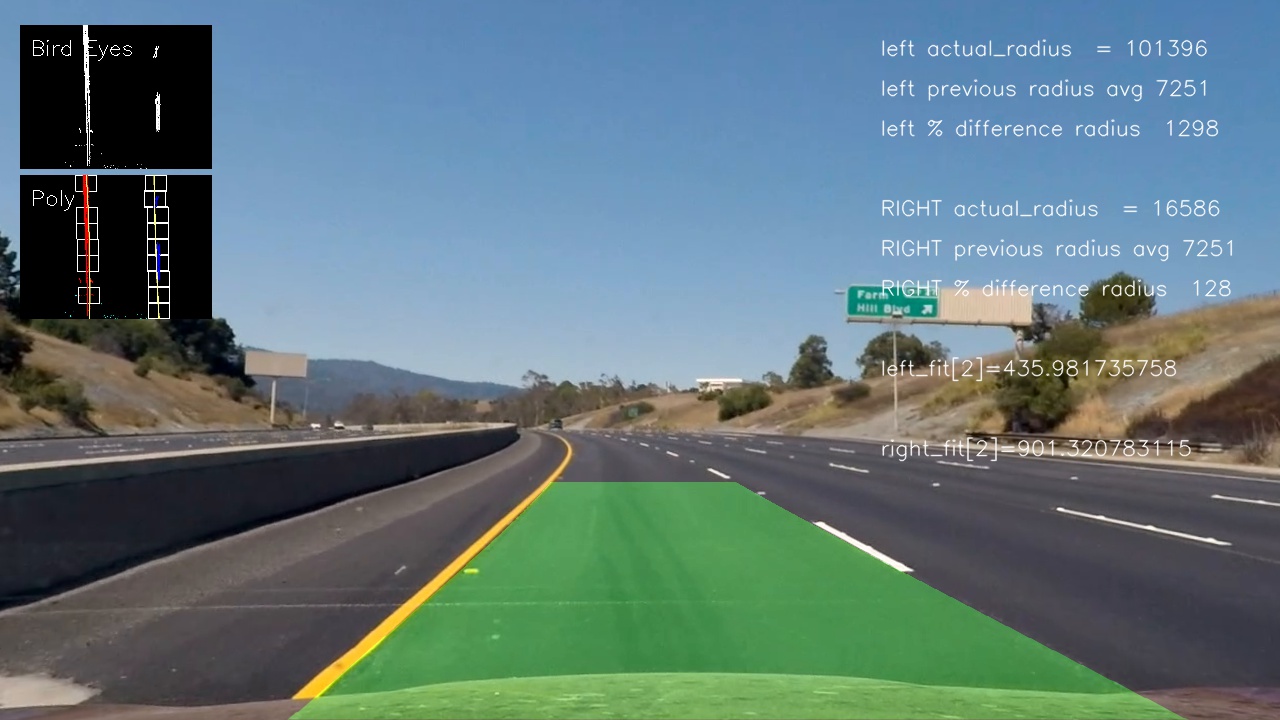 Bird Eyes
Poly
left actual_radius = 101396
left previous radius avg 7251
left % difference radius 1298
RIGHT actual_radius = 16586
RIGHT previous radius avg 7251
RIGHT % difference radius 128
Farm
Hill Blvd
left_fit[2]=435.981735758
right_fit[2]=901.320783115